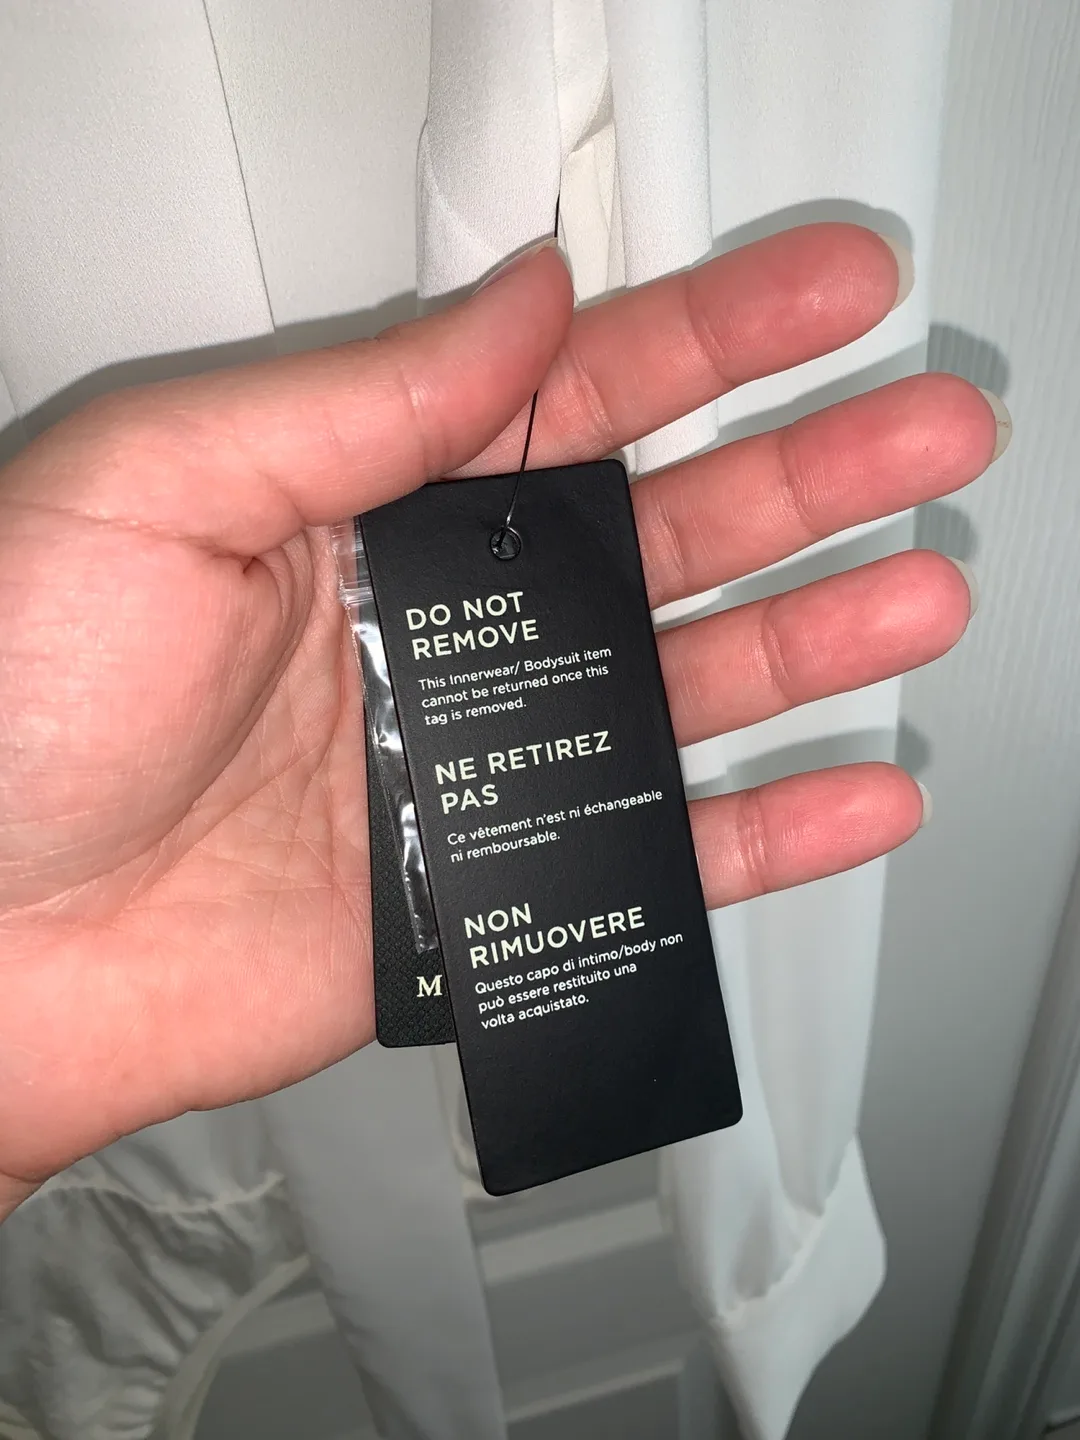 DO NOT
REMOVE
This Innerwear/ Bodysuit item
cannot be returned once this
tag is removed.
NE RETIREZ
PAS
Ce vêtement n'est ni échangeable
ni remboursable.
NON
RIMUOVERE
Questo capo di intimo/body non
può essere restituito una
volta acquistato.
M